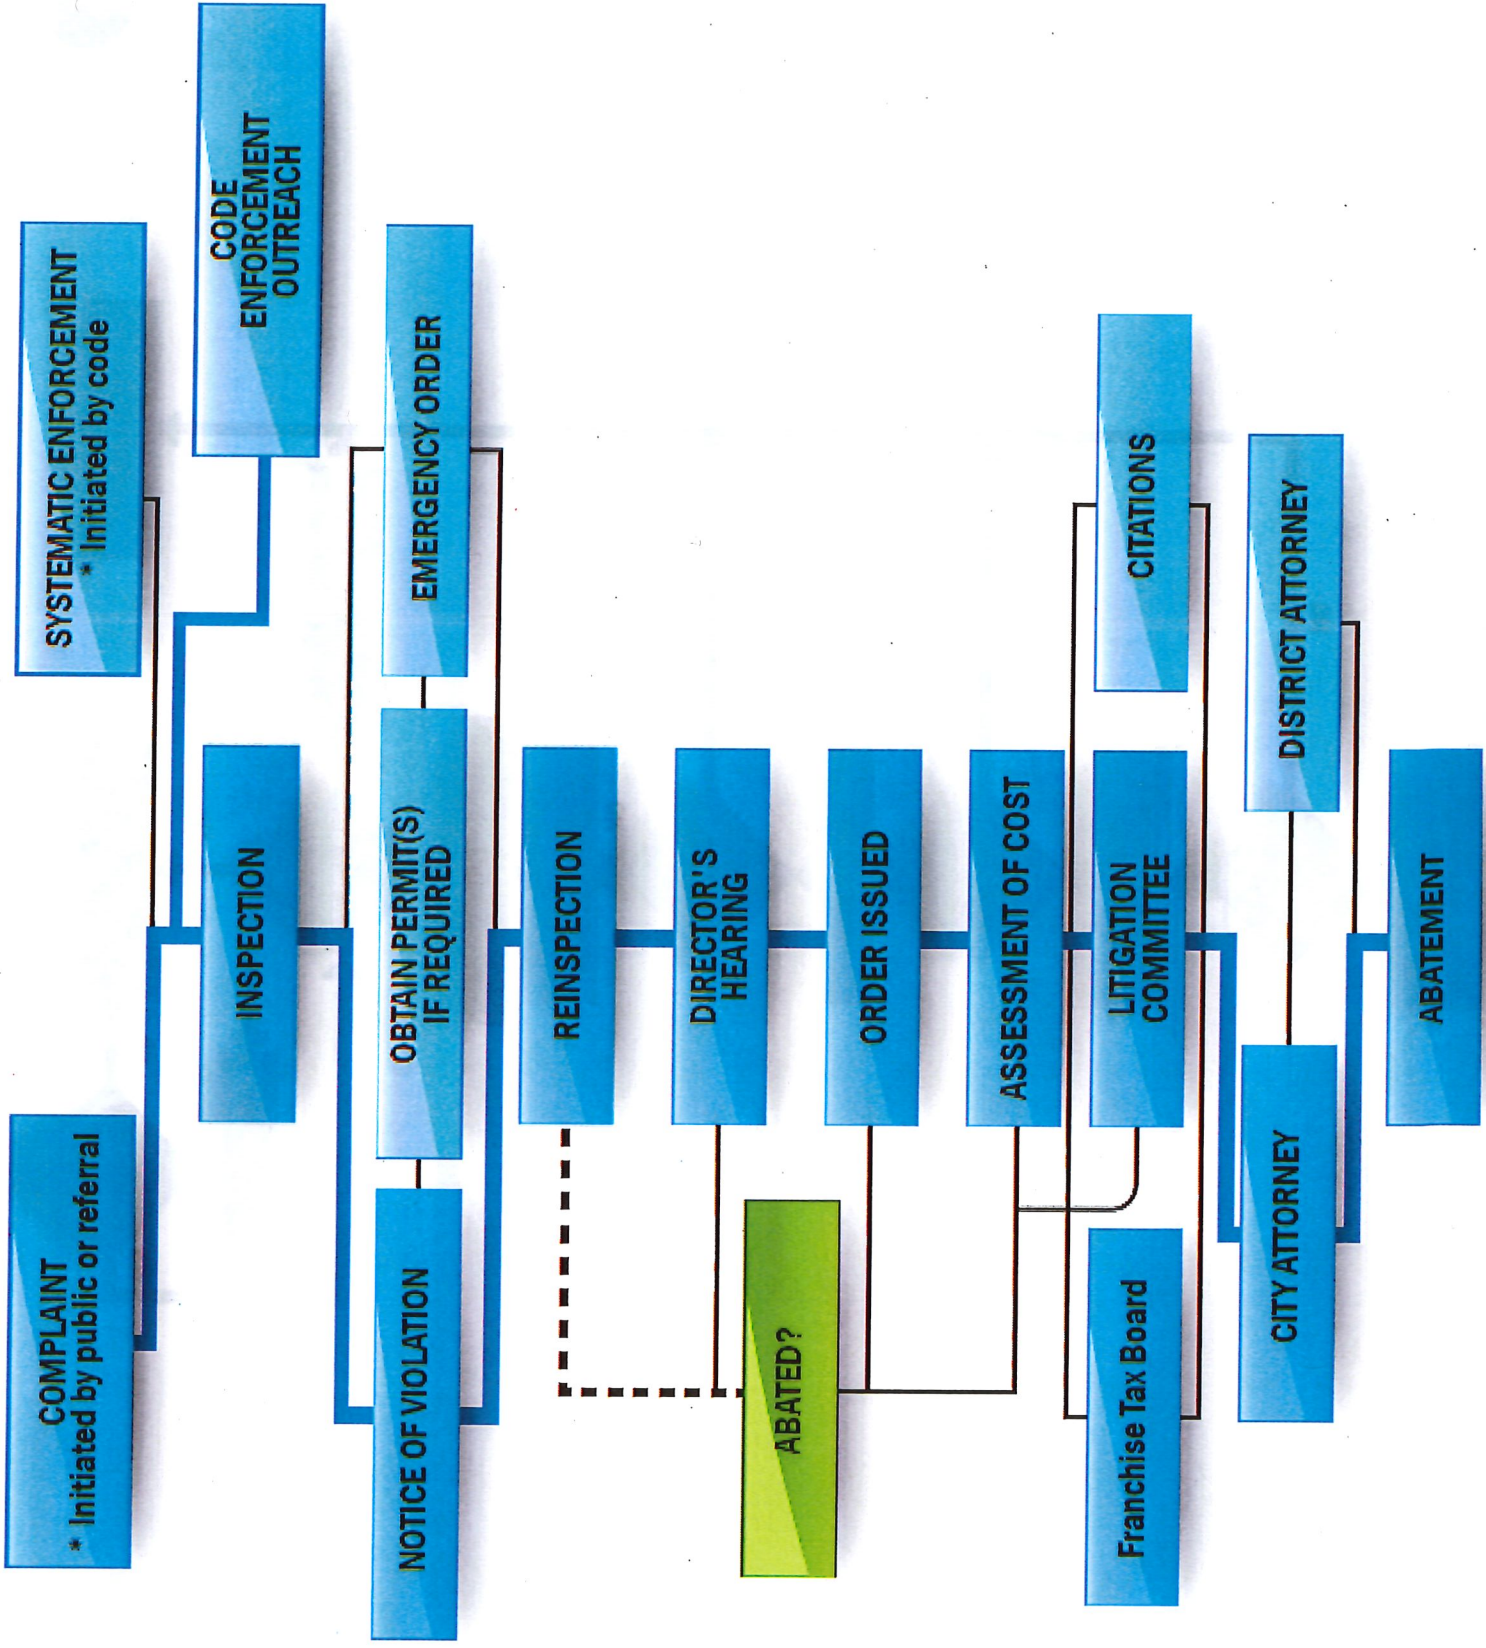 COMPLAINT
* Initiated by public or referral
SYSTEMATIC ENFORCEMENT
* Initiated by code
CODE
ENFORCEMENT
OUTREACH
INSPECTION
NOTICE OF VIOLATION
OBTAIN PERMIT(S)
IF REQUIRED
EMERGENCY ORDER
REINSPECTION
DIRECTOR'S
HEARING
ABATED?
ORDER ISSUED
ASSESSMENT OF COST
Franchise Tax Board
LITIGATION
COMMITTEE
CITATIONS
CITY ATTORNEY
DISTRICT ATTORNEY
ABATEMENT